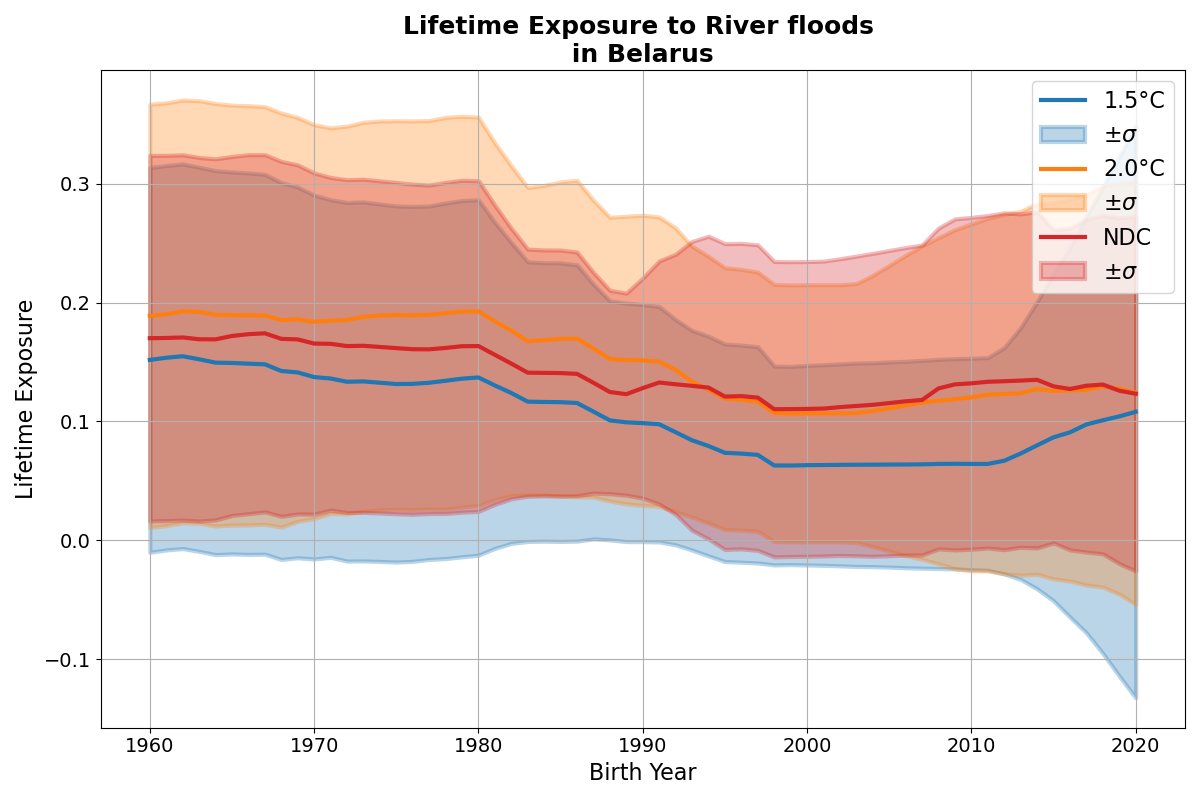 Lifetime Exposure to River floods
in Belarus
1.5°C
±σ
2.0°C
±σ
NDC
±σ
Lifetime Exposure
0.3
0.2
0.1
0.0
−0.1
1960 1970 1980 1990 2000 2010 2020
Birth Year